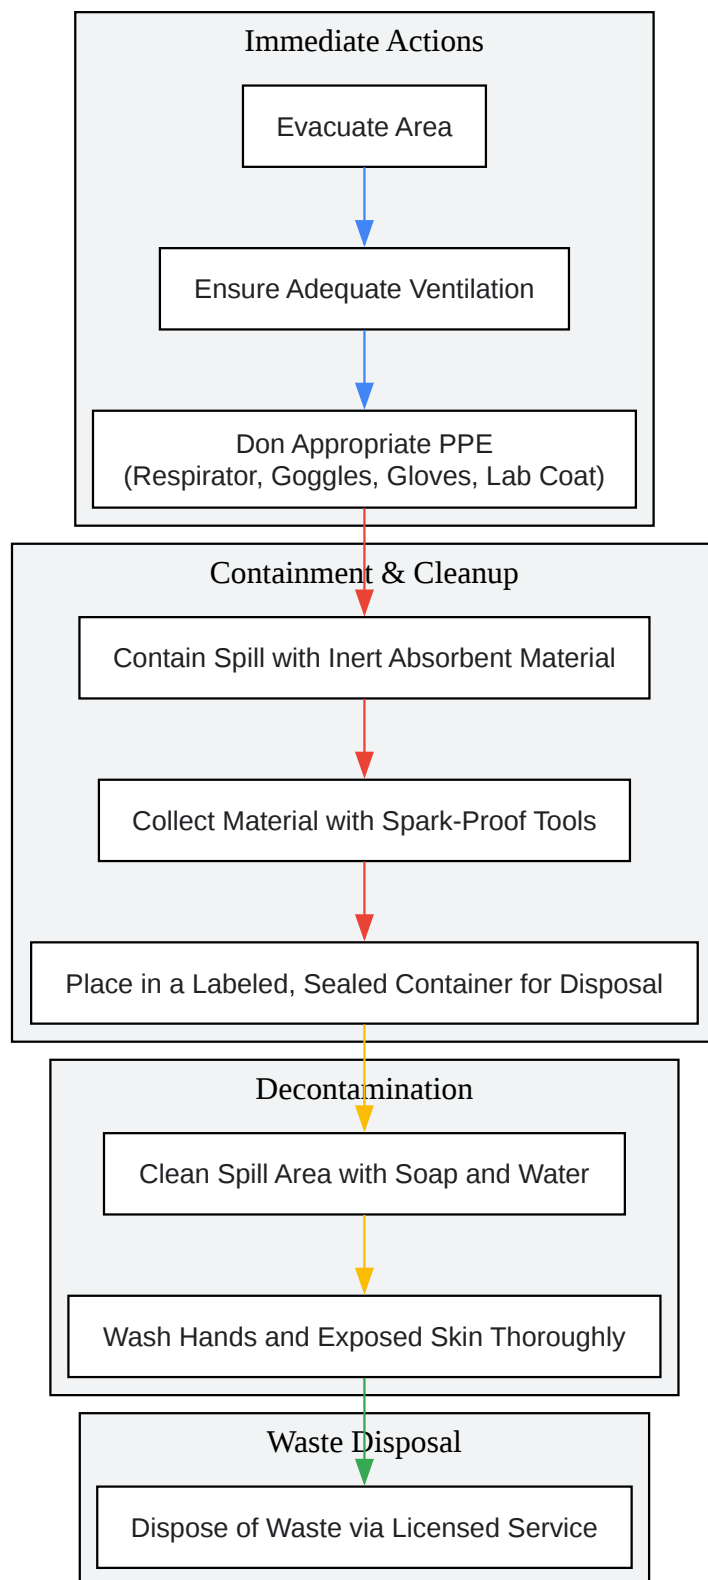 Immediate Actions
Evacuate Area
Ensure Adequate Ventilation
Don Appropriate PPE
(Respirator, Goggles, Gloves, Lab Coat)
Containment & Cleanup
Contain Spill with Inert Absorbent Material
Collect Material with Spark-Proof Tools
Place in a Labeled, Sealed Container for Disposal
Decontamination
Clean Spill Area with Soap and Water
Wash Hands and Exposed Skin Thoroughly
Waste Disposal
Dispose of Waste via Licensed Service